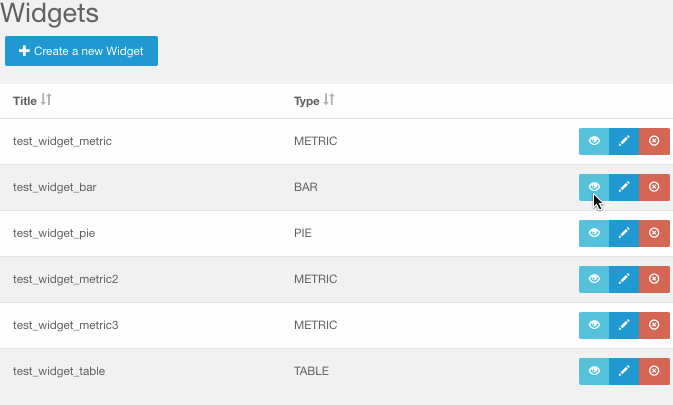 Widgets
Create a new Widget
Title Type
test_widget_metric METRIC
test_widget_bar BAR
test_widget_pie PIE
test_widget_metric2 METRIC
test_widget_metric3 METRIC
test_widget_table TABLE